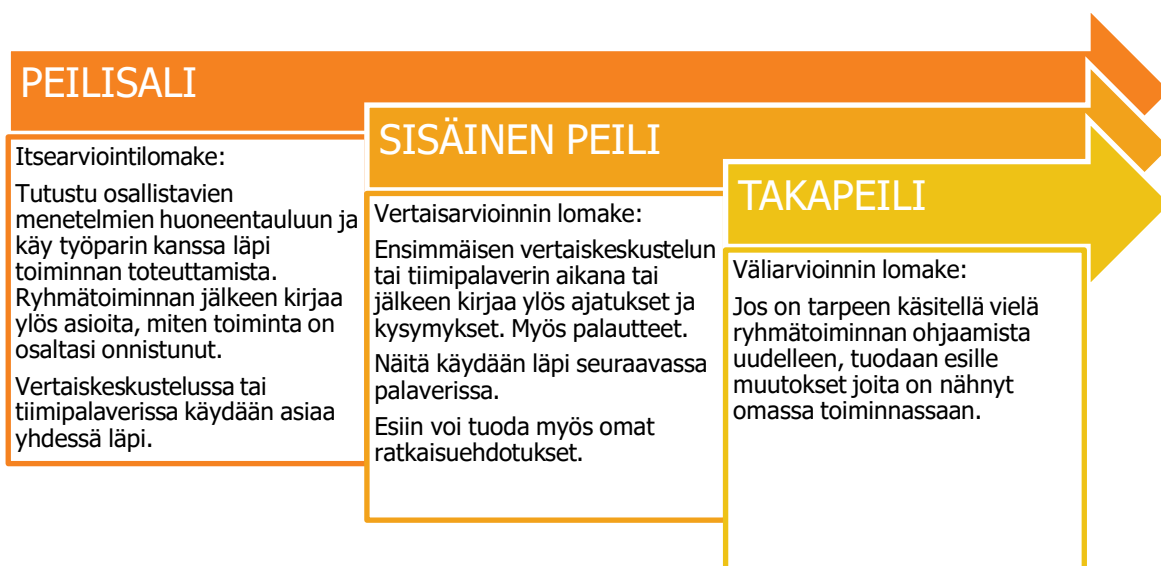 PEILISALI
Itsearviointilomake:
Tutustu osallistavien
menetelmien huoneentauluun ja
käy työparin kanssa läpi
toiminnan toteuttamista.
Ryhmätoiminnan jälkeen kirjaa
ylös asioita, miten toiminta on
osaltasi onnistunut.
Vertaiskeskustelussa tai
tiimipalaverissa käydään asiaa
yhdessä läpi.
SISÄINEN PEILI
Vertaisarvioinnin lomake:
Ensimmäisen vertaiskeskustelun
tai tiimipalaverin aikana tai
jälkeen kirjaa ylös ajatukset ja
kysymykset. Myös palautteet.
Näitä käydään läpi seuraavassa
palaverissa.
Esiin voi tuoda myös omat
ratkaisuehdotukset.
TAKAPEILI
Väliarvioinnin lomake:
Jos on tarpeen käsitellä vielä
ryhmätoiminnan ohjaamista
uudelleen, tuodaan esille
muutokset joita on nähnyt
omassa toiminnassaan.